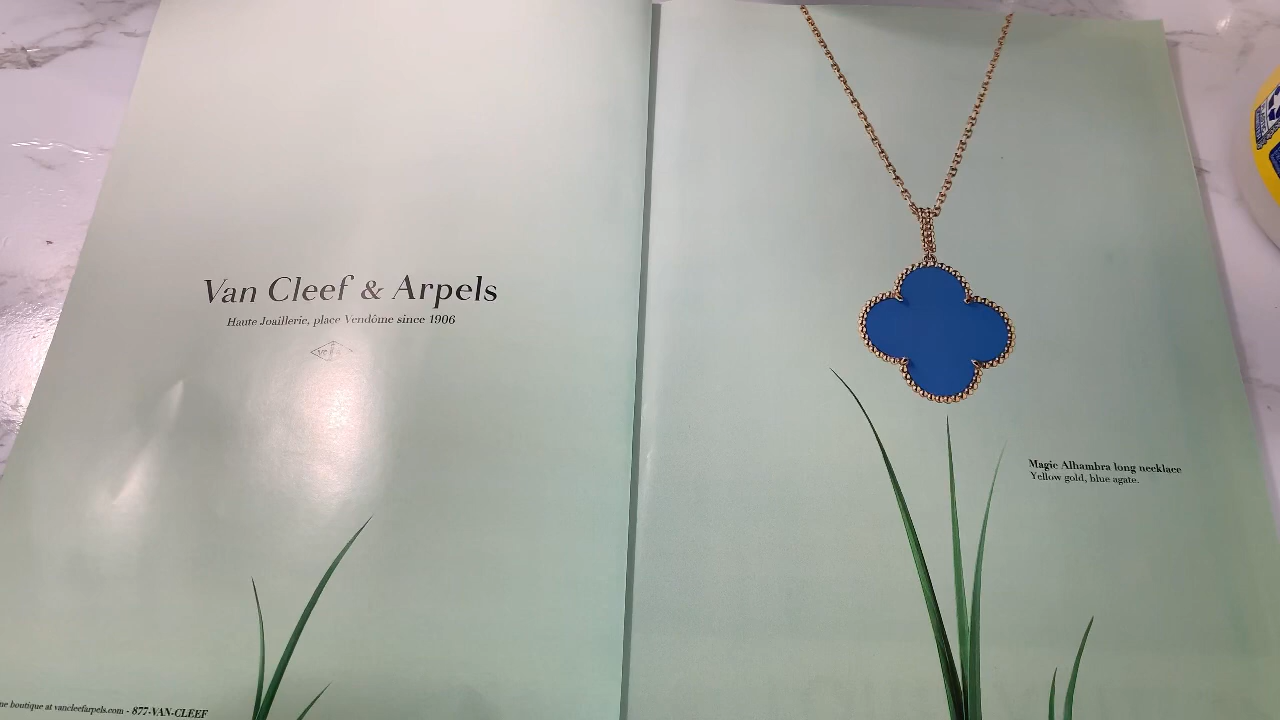 Van Cleef & Arpels
Haute Joaillerie, place Vendôme since 1906
boutique at vancleefarpels.com - 877-VAN-CLEEF
Magic Alhambra long necklace
Yellow gold, blue agate.